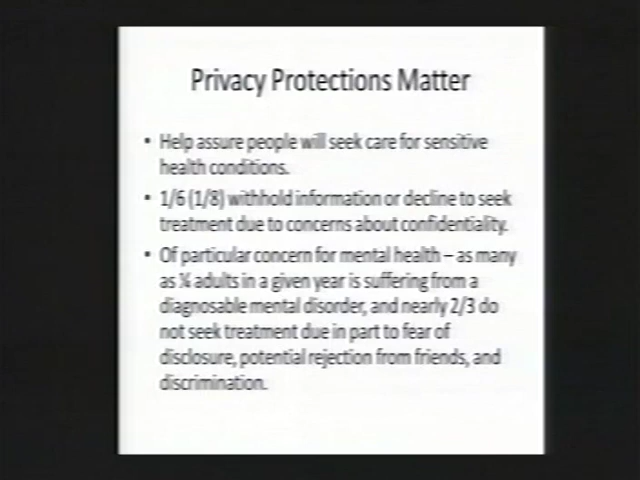 Privacy Protections Matter
• Help assure people will seek care for sensitive
health conditions.
• 1/6 (1/8) withhold information or decline to seek
treatment due to concerns about confidentiality.
• Of particular concern for mental health – as many
as ¼ adults in a given year is suffering from a
diagnosable mental disorder, and nearly 2/3 do
not seek treatment due in part to fear of
disclosure, potential rejection from friends, and
discrimination.